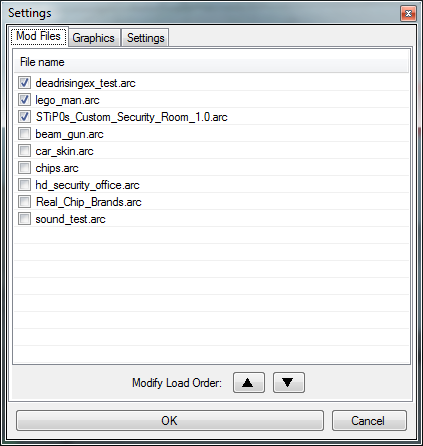 Settings
Mod Files Graphics Settings
File name
deadrisingex_test.arc
lego_man.arc
STiP0s_Custom_Security_Room_1.0.arc
beam_gun.arc
car_skin.arc
chips.arc
hd_security_office.arc
Real_Chip_Brands.arc
sound_test.arc
Modify Load Order:
OK Cancel